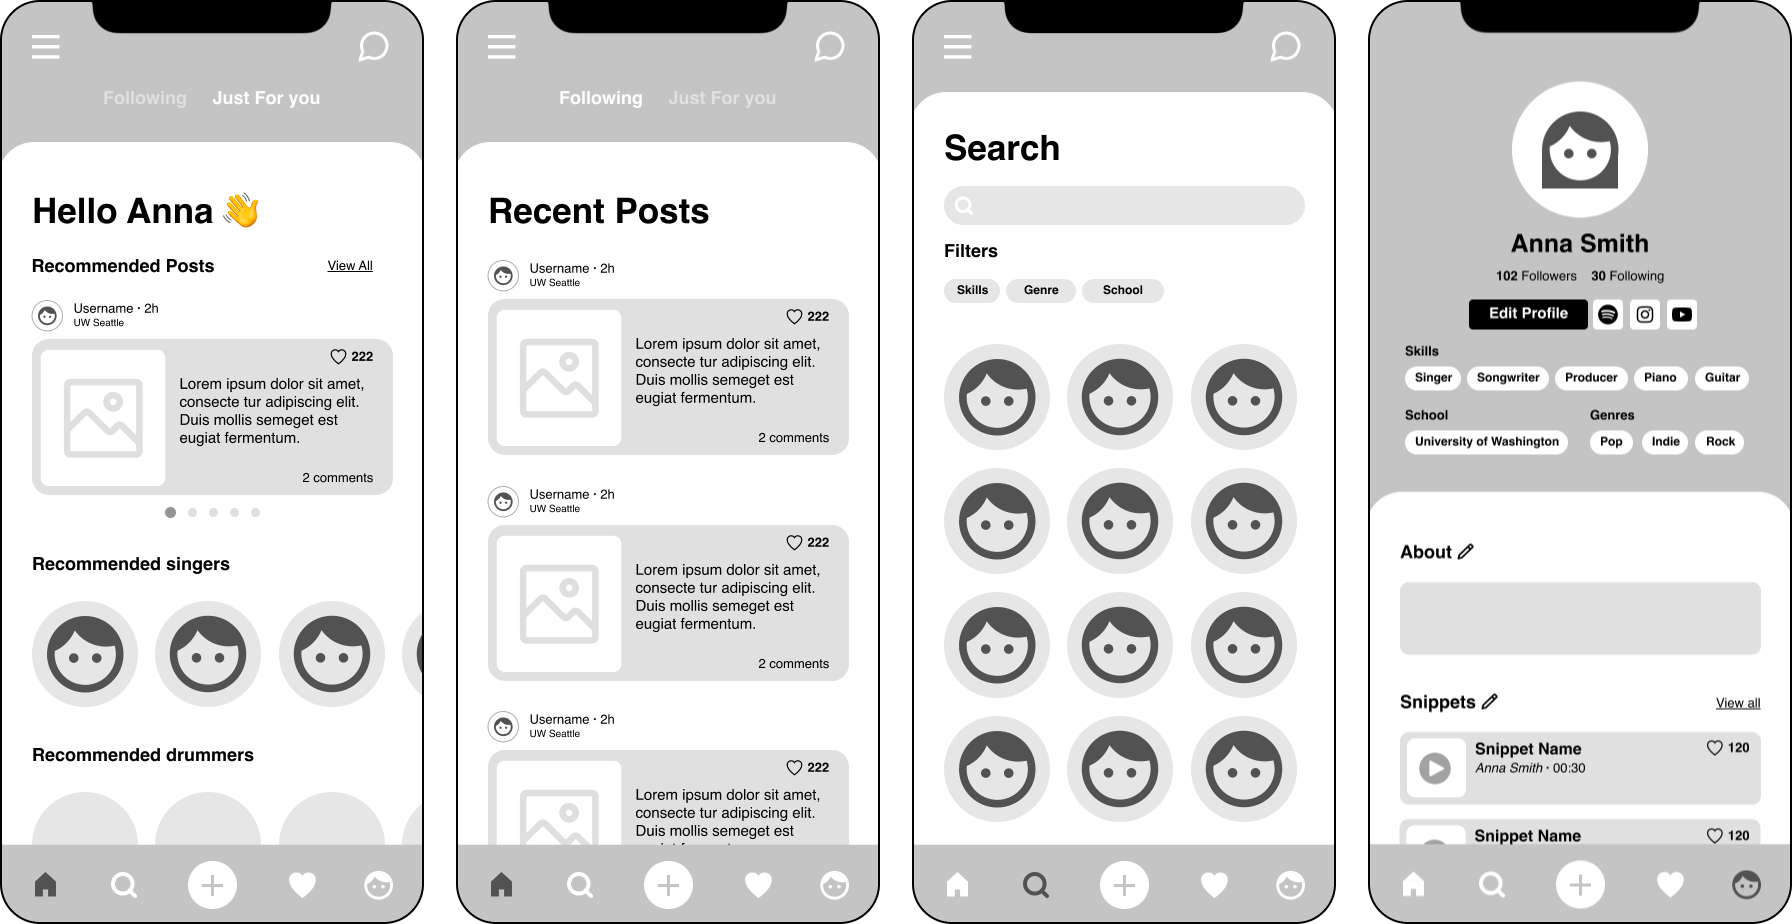 Following Just For you
Hello Anna 👋
Recommended Posts View All
Username · 2h
UW Seattle
222
Lorem ipsum dolor sit amet,
consecte tur adipiscing elit.
Duis mollis semeget est
eugiat fermentum.
2 comments
Recommended singers
Recommended drummers
Following Just For you
Recent Posts
Username · 2h
UW Seattle
222
Lorem ipsum dolor sit amet,
consecte tur adipiscing elit.
Duis mollis semeget est
eugiat fermentum.
2 comments
Username · 2h
UW Seattle
222
Lorem ipsum dolor sit amet,
consecte tur adipiscing elit.
Duis mollis semeget est
eugiat fermentum.
2 comments
Username · 2h
UW Seattle
222
Lorem ipsum dolor sit amet,
consecte tur adipiscing elit.
Duis mollis semeget est
Search
Filters
Skills Genre School
Anna Smith
102 Followers 30 Following
Edit Profile
Skills
Singer Songwriter Producer Piano Guitar
School Genres
University of Washington Pop Indie Rock
About
Snippets View all
Snippet Name 120
Anna Smith · 00:30
Snippet Name 120